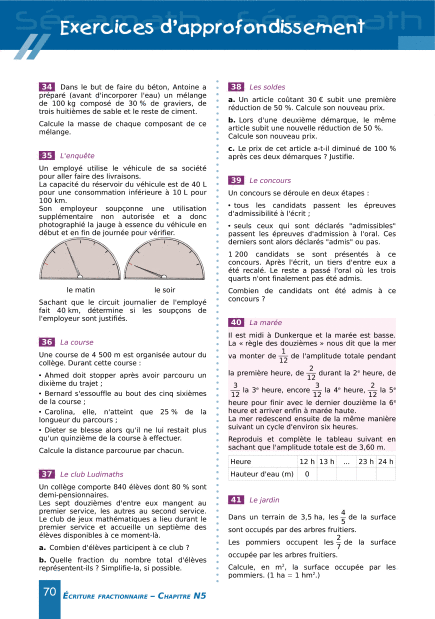 Exercices d'approfondissement
34 Dans le but de faire du béton, Antoine a
préparé (avant d'incorporer l'eau) un mélange
de 100 kg composé de 30 % de graviers, de
trois huitièmes de sable et le reste de ciment.
Calcule la masse de chaque composant de ce
mélange.
35 L'enquête
Un employé utilise le véhicule de sa société
pour aller faire des livraisons.
La capacité du réservoir du véhicule est de 40 L
pour une consommation inférieure à 10 L pour
100 km.
Son employeur soupçonne une utilisation
supplémentaire non autorisée et a donc
photographié la jauge à essence du véhicule en
début et en fin de journée pour vérifier.
le matin le soir
Sachant que le circuit journalier de l'employé
fait 40 km, détermine si les soupçons de
l'employeur sont justifiés.
36 La course
Une course de 4 500 m est organisée autour du
collège. Durant cette course :
• Ahmed doit stopper après avoir parcouru un
dixième du trajet ;
• Bernard s'essouffle au bout des cinq sixièmes
de la course ;
• Carolina, elle, n'atteint que 25 % de la
longueur du parcours ;
• Dieter se blesse alors qu'il ne lui restait plus
qu'un quinzième de la course à effectuer.
Calcule la distance parcourue par chacun.
37 Le club Ludimaths
Un collège comporte 840 élèves dont 80 % sont
demi-pensionnaires.
Les sept douzièmes d'entre eux mangent au
premier service, les autres au second service.
Le club de jeux mathématiques a lieu durant le
premier service et accueille un septième des
élèves disponibles à ce moment-là.
a. Combien d'élèves participent à ce club ?
b. Quelle fraction du nombre total d'élèves
représentent-ils ? Simplifie-la, si possible.
38 Les soldes
a. Un article coûtant 30 € subit une première
réduction de 50 %. Calcule son nouveau prix.
b. Lors d'une deuxième démarque, le même
article subit une nouvelle réduction de 50 %.
Calcule son nouveau prix.
c. Le prix de cet article a-t-il diminué de 100 %
après ces deux démarques ? Justifie.
39 Le concours
Un concours se déroule en deux étapes :
• tous les candidats passent les épreuves
d'admissibilité à l'écrit ;
• seuls ceux qui sont déclarés "admissibles"
passent les épreuves d'admission à l'oral. Ces
derniers sont alors déclarés "admis" ou pas.
1 200 candidats se sont présentés à ce
concours. Après l'écrit, un tiers d'entre eux a
été recalé. Le reste a passé l'oral où les trois
quarts n'ont finalement pas été admis.
Combien de candidats ont été admis à ce
concours ?
40 La marée
Il est midi à Dunkerque et la marée est basse.
La « règle des douzièmes » nous dit que la mer
va monter de 1/12 de l'amplitude totale pendant
la première heure, de 2/12 durant la 2e heure, de
3/12 la 3e heure, encore 3/12 la 4e heure, 2/12 la 5e
heure pour finir avec le dernier douzième la 6e
heure et arriver enfin à marée haute.
La mer redescend ensuite de la même manière
suivant un cycle d'environ six heures.
Reproduis et complète le tableau suivant en
sachant que l'amplitude totale est de 3,60 m.
Heure 12 h 13 h ... 23 h 24 h
Hauteur d'eau (m) 0
41 Le jardin
Dans un terrain de 3,5 ha, les 4/5 de la surface
sont occupés par des arbres fruitiers.
Les pommiers occupent les 2/7 de la surface
occupée par les arbres fruitiers.
Calcule, en m², la surface occupée par les
pommiers. (1 ha = 1 hm².)
70 Écriture fractionnaire – Chapitre N5